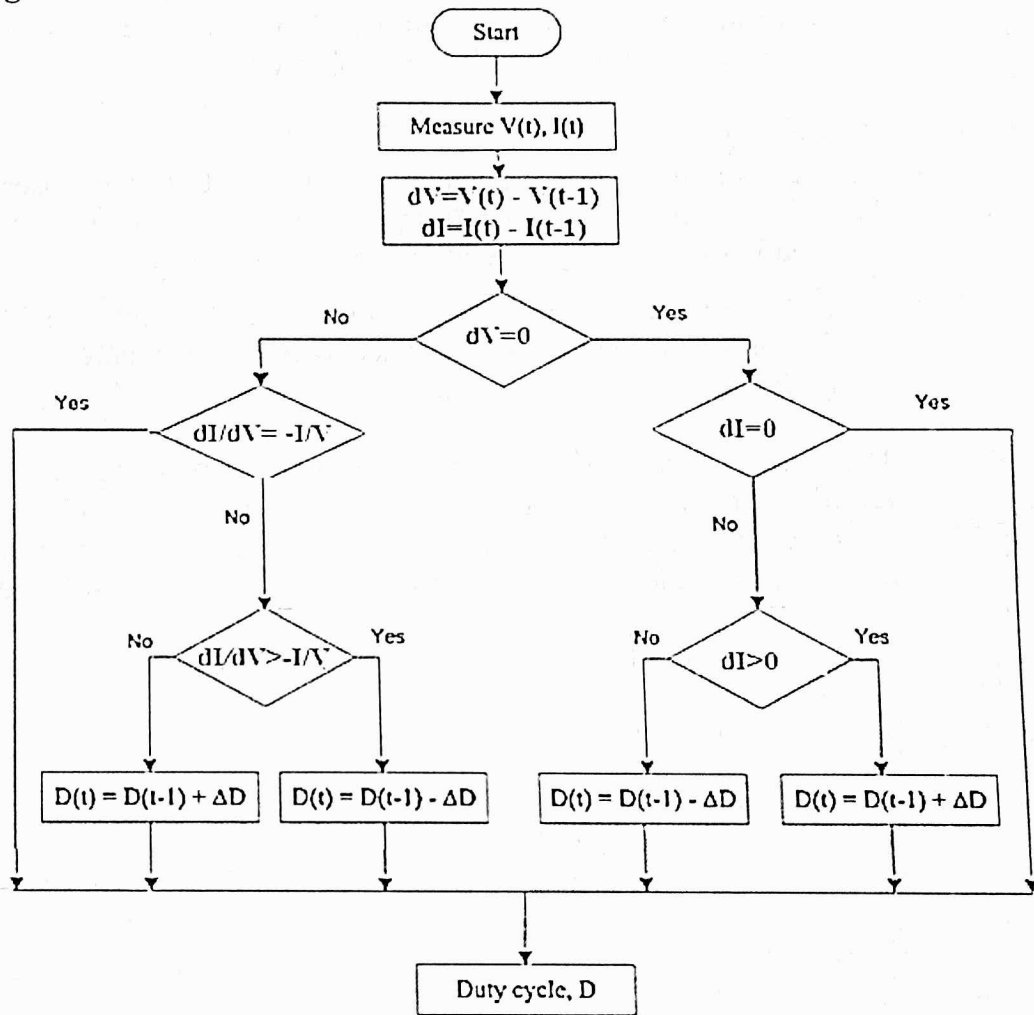 Start
Measure V(t), I(t)
dV=V(t) - V(t-1)
dI=I(t) - I(t-1)
No
Yes
dV=0
Yes
Yes
dI/dV= -I/V
dI=0
No
No
No
Yes
No
Yes
dI/dV>-I/V
dI>0
D(t) = D(t-1) + ΔD
D(t) = D(t-1) - ΔD
D(t) = D(t-1) - ΔD
D(t) = D(t-1) + ΔD
Duty cycle, D